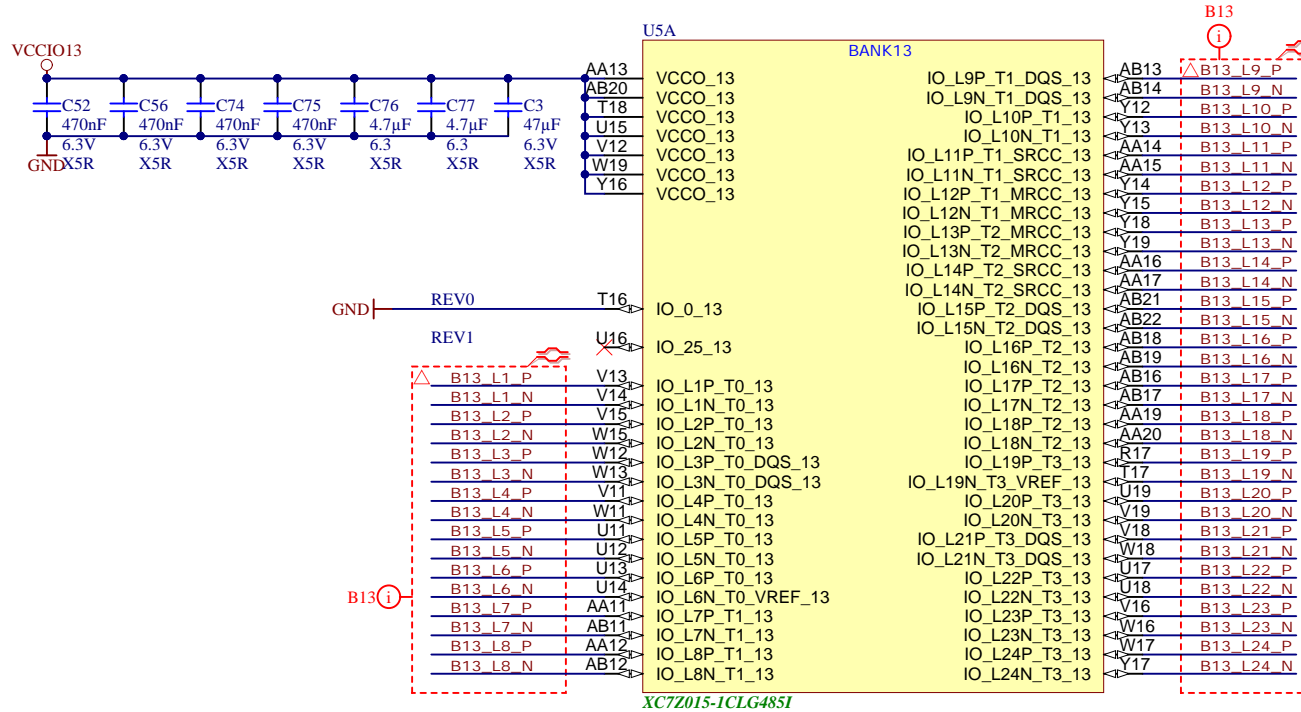 B13
i
U5A
VCCIO13
BANK13
AA13 VCCO_13 IO_L9P_T1_DQS_13 AB13 B13_L9_P
AB20 VCCO_13 IO_L9N_T1_DQS_13 AB14 B13_L9_N
T18 VCCO_13 IO_L10P_T1_13 Y12 B13_L10_P
U15 VCCO_13 IO_L10N_T1_13 Y13 B13_L10_N
V12 VCCO_13 IO_L11P_T1_SRCC_13 AA14 B13_L11_P
W19 VCCO_13 IO_L11N_T1_SRCC_13 AA15 B13_L11_N
Y16 VCCO_13 IO_L12P_T1_MRCC_13 Y14 B13_L12_P
C52 C56 C74 C75 C76 C77 C3
470nF 470nF 470nF 470nF 4.7µF 4.7µF 47µF
6.3V 6.3V 6.3V 6.3V 6.3 6.3 6.3V
X5R X5R X5R X5R X5R X5R X5R
GND
IO_L12N_T1_MRCC_13 Y15 B13_L12_N
IO_L13P_T2_MRCC_13 Y18 B13_L13_P
IO_L13N_T2_MRCC_13 Y19 B13_L13_N
IO_L14P_T2_SRCC_13 AA16 B13_L14_P
IO_L14N_T2_SRCC_13 AA17 B13_L14_N
GND REV0 T16 IO_0_13 IO_L15P_T2_DQS_13 AB21 B13_L15_P
IO_L15N_T2_DQS_13 AB22 B13_L15_N
REV1 U16 IO_25_13 IO_L16P_T2_13 AB18 B13_L16_P
IO_L16N_T2_13 AB19 B13_L16_N
B13_L1_P V13 IO_L1P_T0_13 IO_L17P_T2_13 AB16 B13_L17_P
B13_L1_N V14 IO_L1N_T0_13 IO_L17N_T2_13 AB17 B13_L17_N
B13_L2_P V15 IO_L2P_T0_13 IO_L18P_T2_13 AA19 B13_L18_P
B13_L2_N W15 IO_L2N_T0_13 IO_L18N_T2_13 AA20 B13_L18_N
B13_L3_P W12 IO_L3P_T0_DQS_13 IO_L19P_T3_13 R17 B13_L19_P
B13_L3_N W13 IO_L3N_T0_DQS_13 IO_L19N_T3_VREF_13 T17 B13_L19_N
B13_L4_P V11 IO_L4P_T0_13 IO_L20P_T3_13 U19 B13_L20_P
B13_L4_N W11 IO_L4N_T0_13 IO_L20N_T3_13 V19 B13_L20_N
B13_L5_P U11 IO_L5P_T0_13 IO_L21P_T3_DQS_13 V18 B13_L21_P
B13_L5_N U12 IO_L5N_T0_13 IO_L21N_T3_DQS_13 W18 B13_L21_N
B13_L6_P U13 IO_L6P_T0_13 IO_L22P_T3_13 U17 B13_L22_P
B13 i B13_L6_N U14 IO_L6N_T0_VREF_13 IO_L22N_T3_13 U18 B13_L22_N
B13_L7_P AA11 IO_L7P_T1_13 IO_L23P_T3_13 V16 B13_L23_P
B13_L7_N AB11 IO_L7N_T1_13 IO_L23N_T3_13 W16 B13_L23_N
B13_L8_P AA12 IO_L8P_T1_13 IO_L24P_T3_13 W17 B13_L24_P
B13_L8_N AB12 IO_L8N_T1_13 IO_L24N_T3_13 Y17 B13_L24_N
XC7Z015-1CLG485I